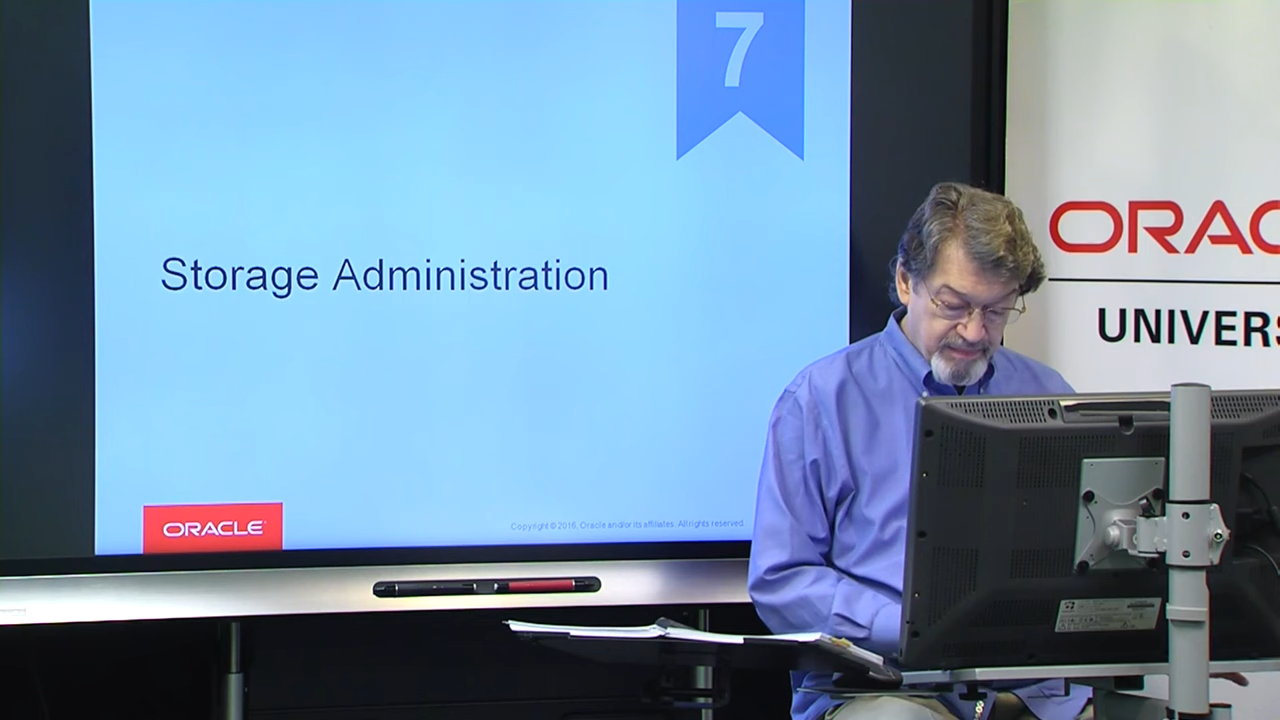 7
Storage Administration
ORACLE
Copyright © 2016, Oracle and/or its affiliates. All rights reserved.
ORAC
UNIVERS